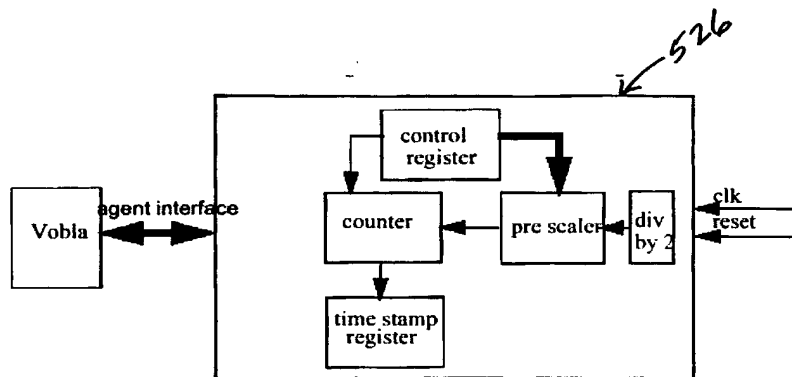 526
control
register
agent interface
Vobla
counter
pre scaler
div
by 2
clk
reset
time stamp
register